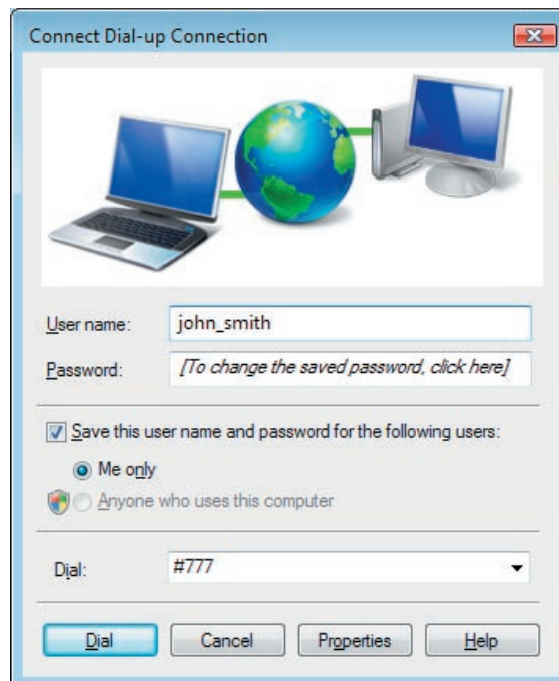 Connect Dial-up Connection
User name: john_smith
Password: [To change the saved password, click here]
Save this user name and password for the following users:
Me only
Anyone who uses this computer
Dial: #777
Dial Cancel Properties Help